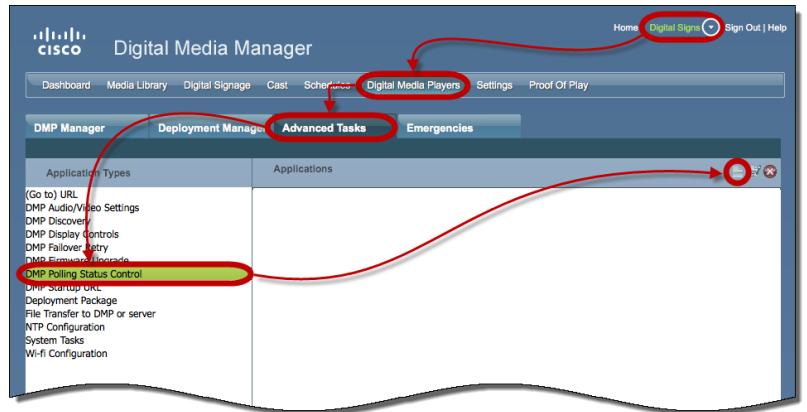 Home Digital Signs Sign Out | Help
CISCO Digital Media Manager
Dashboard Media Library Digital Signage Cast Schedules Digital Media Players Settings Proof Of Play
DMP Manager Deployment Manager Advanced Tasks Emergencies
Application Types Applications
(Go to) URL
DMP Audio/Video Settings
DMP Discovery
DMP Display Controls
DMP Failover Retry
DMP Firmware Upgrade
DMP Polling Status Control
DMP Startup URL
Deployment Package
File Transfer to DMP or server
NTP Configuration
System Tasks
Wi-fi Configuration